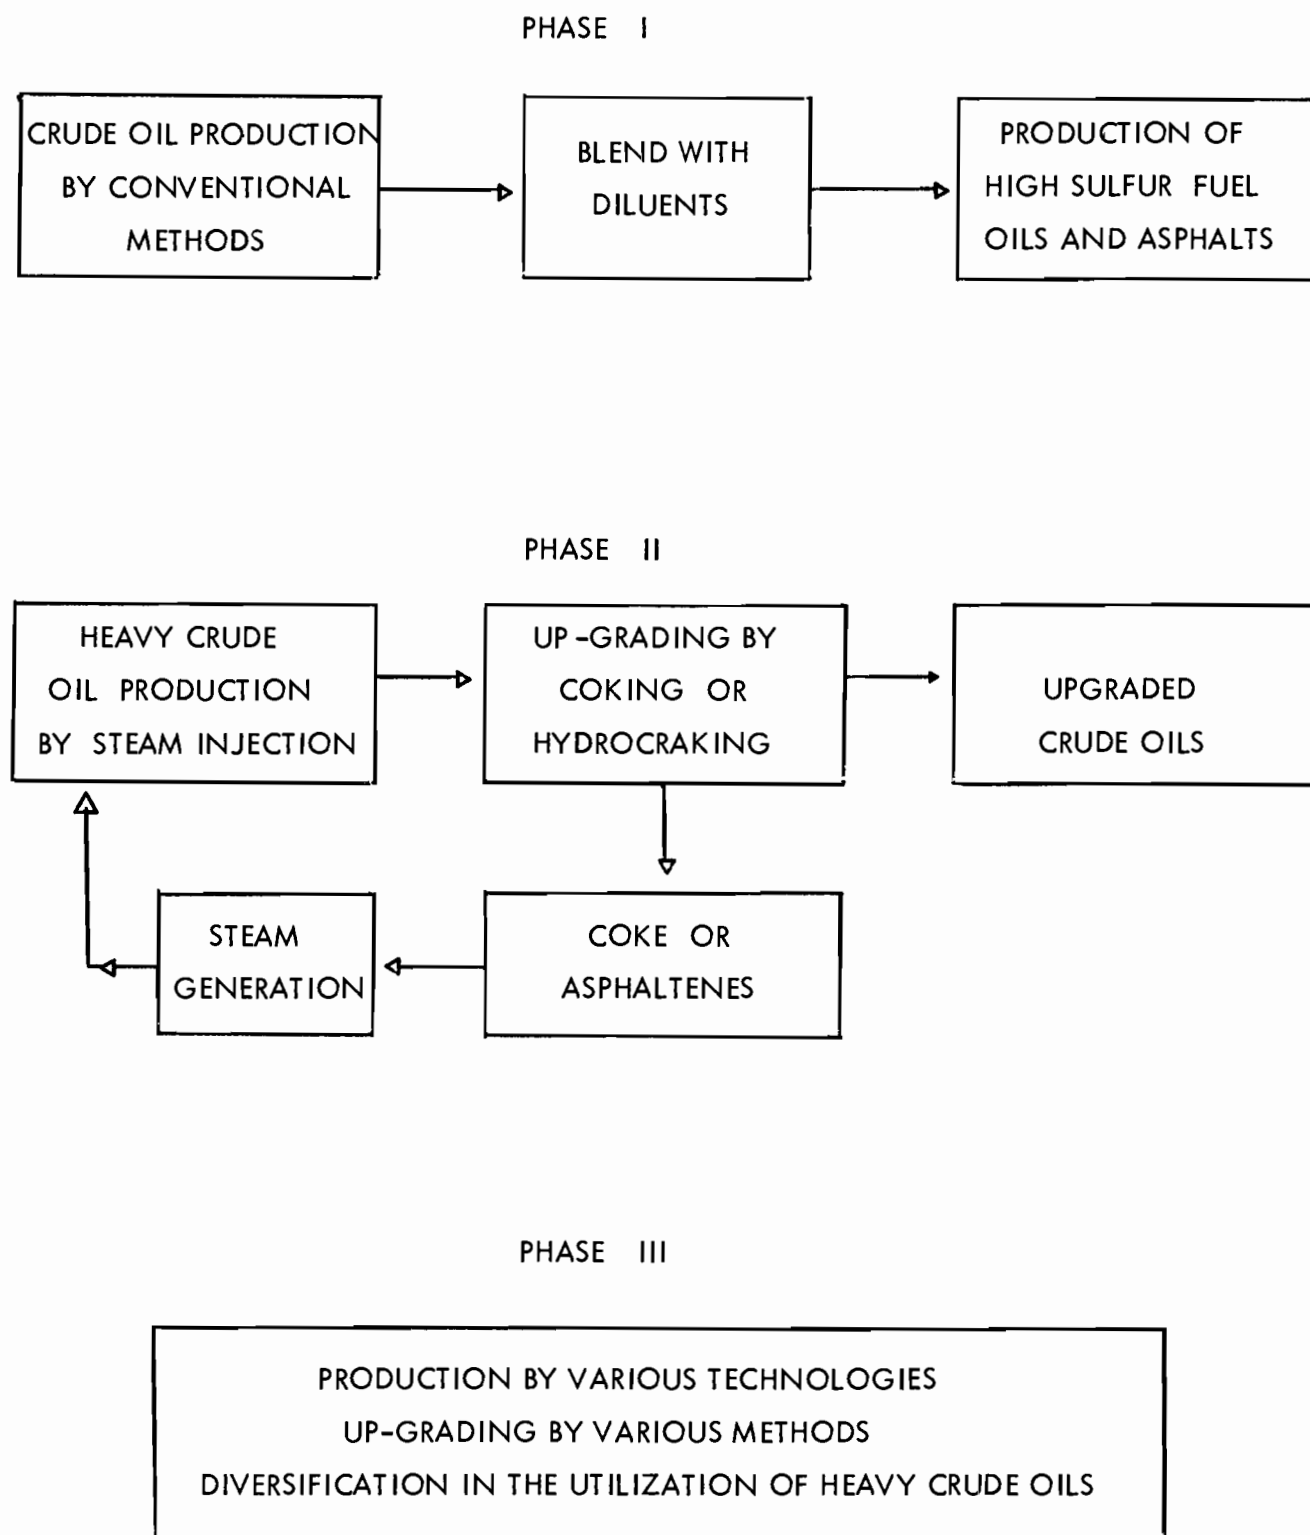 PHASE I
CRUDE OIL PRODUCTION
BY CONVENTIONAL
METHODS
BLEND WITH
DILUENTS
PRODUCTION OF
HIGH SULFUR FUEL
OILS AND ASPHALTS
PHASE II
HEAVY CRUDE
OIL PRODUCTION
BY STEAM INJECTION
UP-GRADING BY
COKING OR
HYDROCRAKING
UPGRADED
CRUDE OILS
STEAM
GENERATION
COKE OR
ASPHALTENES
PHASE III
PRODUCTION BY VARIOUS TECHNOLOGIES
UP-GRADING BY VARIOUS METHODS
DIVERSIFICATION IN THE UTILIZATION OF HEAVY CRUDE OILS